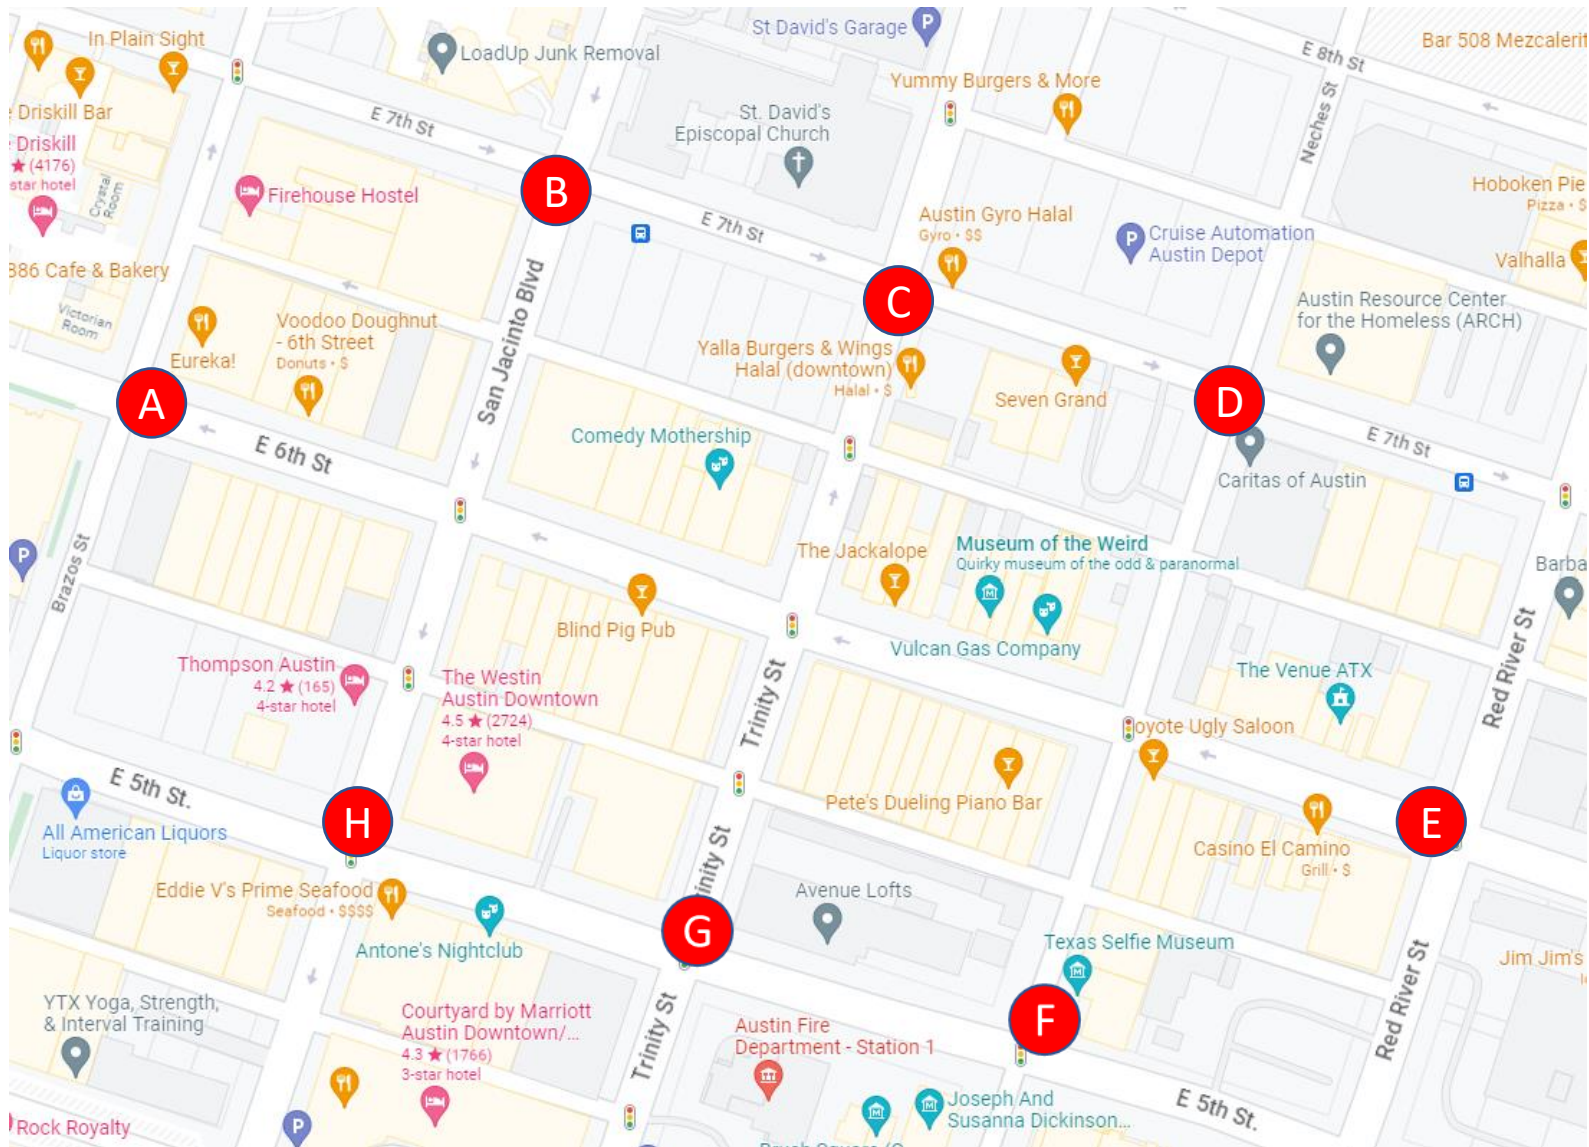 In Plain Sight
LoadUp Junk Removal
St David's Garage
P
E 8th St
Bar 508 Mezcalerit
Driskill Bar
E 7th St
Yummy Burgers & More
St. David's
Episcopal Church
Neches St
Driskill
(4176)
star hotel
Crystal
Room
Firehouse Hostel
B
E 7th St
Austin Gyro Halal
Gyro • $$
P
Cruise Automation
Austin Depot
Hoboken Pie
Pizza • $
Valhalla
Cafe & Bakery
Victorian
Room
Eureka!
Voodoo Doughnut
- 6th Street
Donuts • $
San Jacinto Blvd
C
Yalla Burgers & Wings
Halal (downtown)
Halal • $
Seven Grand
Austin Resource Center
for the Homeless (ARCH)
A
E 6th St
D
E 7th St
Comedy Mothership
Caritas of Austin
P
Brazos St
The Jackalope
Museum of the Weird
Quirky museum of the odd & paranormal
Barba
Blind Pig Pub
Vulcan Gas Company
The Venue ATX
Red River St
Thompson Austin
4.2 ★ (165)
4-star hotel
The Westin
Austin Downtown
4.5 ★ (2724)
4-star hotel
Trinity St
oyote Ugly Saloon
E 5th St.
All American Liquors
Liquor store
H
Pete's Dueling Piano Bar
Casino El Camino
Grill • $
E
Eddie V's Prime Seafood
Seafood • $$$$
Antone's Nightclub
rinity St
G
Avenue Lofts
Texas Selfie Museum
F
Red River St
Jim Jim's
YTX Yoga, Strength,
& Interval Training
Courtyard by Marriott
Austin Downtown/...
4.3 ★ (1766)
3-star hotel
Trinity St
Austin Fire
Department - Station 1
Joseph And
Susanna Dickinson...
E 5th St.
Rock Royalty
P